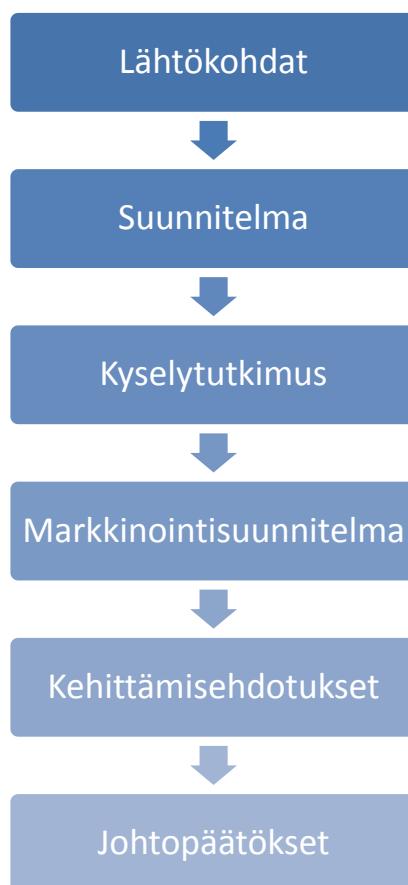 Lähtökohdat
Suunnitelma
Kyselytutkimus
Markkinointisuunnitelma
Kehittämisehdotukset
Johtopäätökset